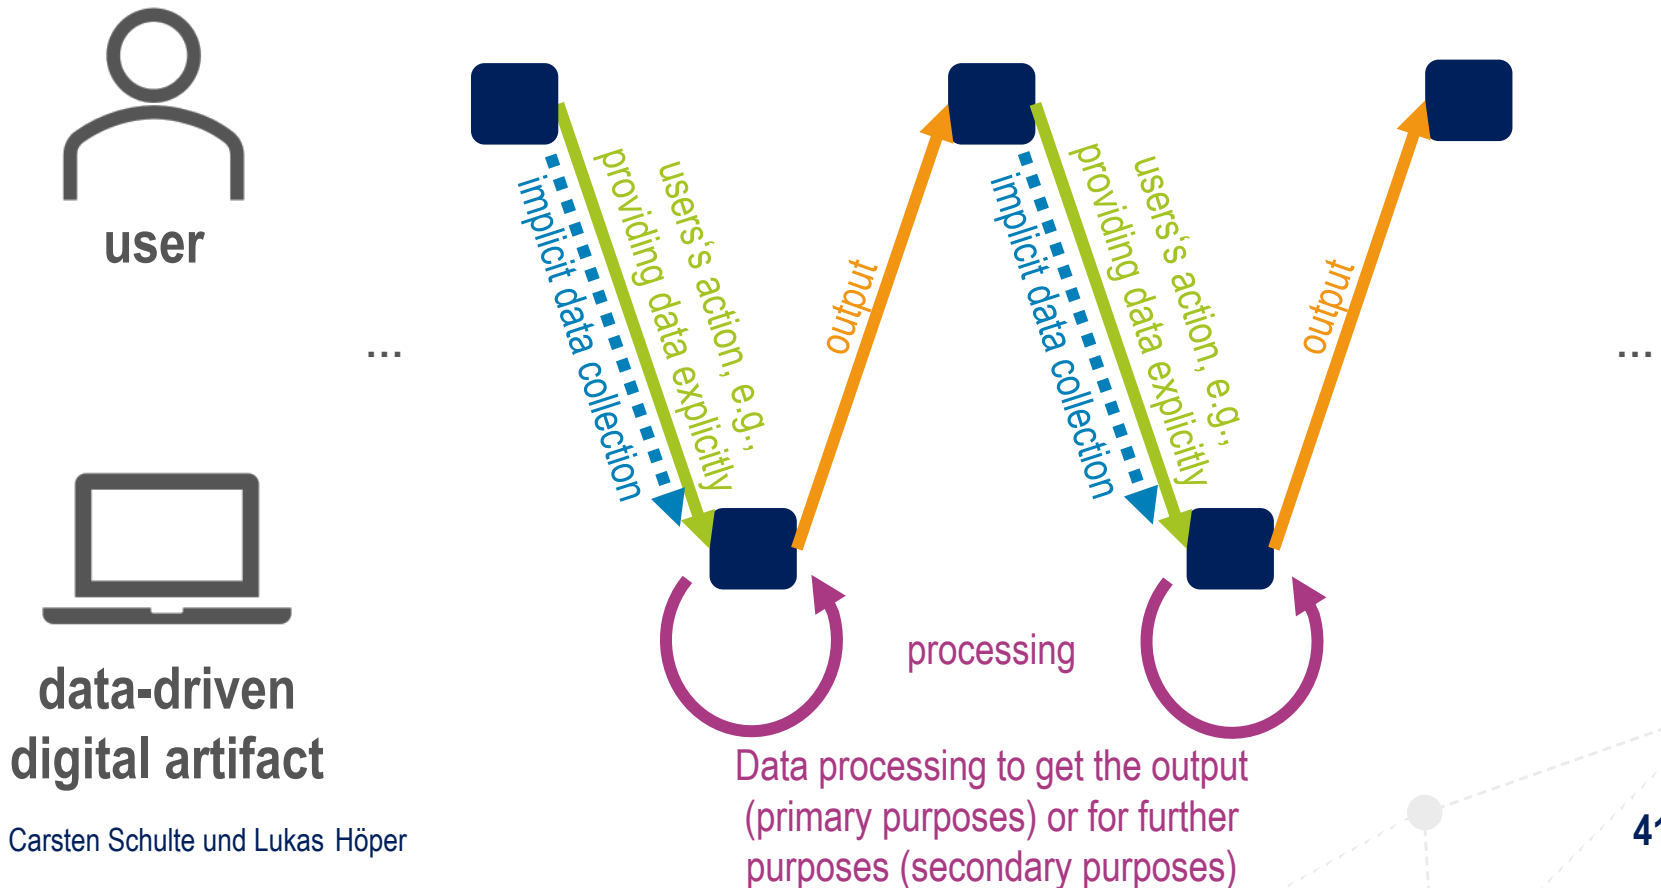 user
...
implicit data collection
providing data explicitly
users‘s action, e.g.,
output
implicit data collection
providing data explicitly
users‘s action, e.g.,
output
...
data-driven
digital artifact
processing
Data processing to get the output
(primary purposes) or for further
purposes (secondary purposes)
Carsten Schulte und Lukas Höper
41